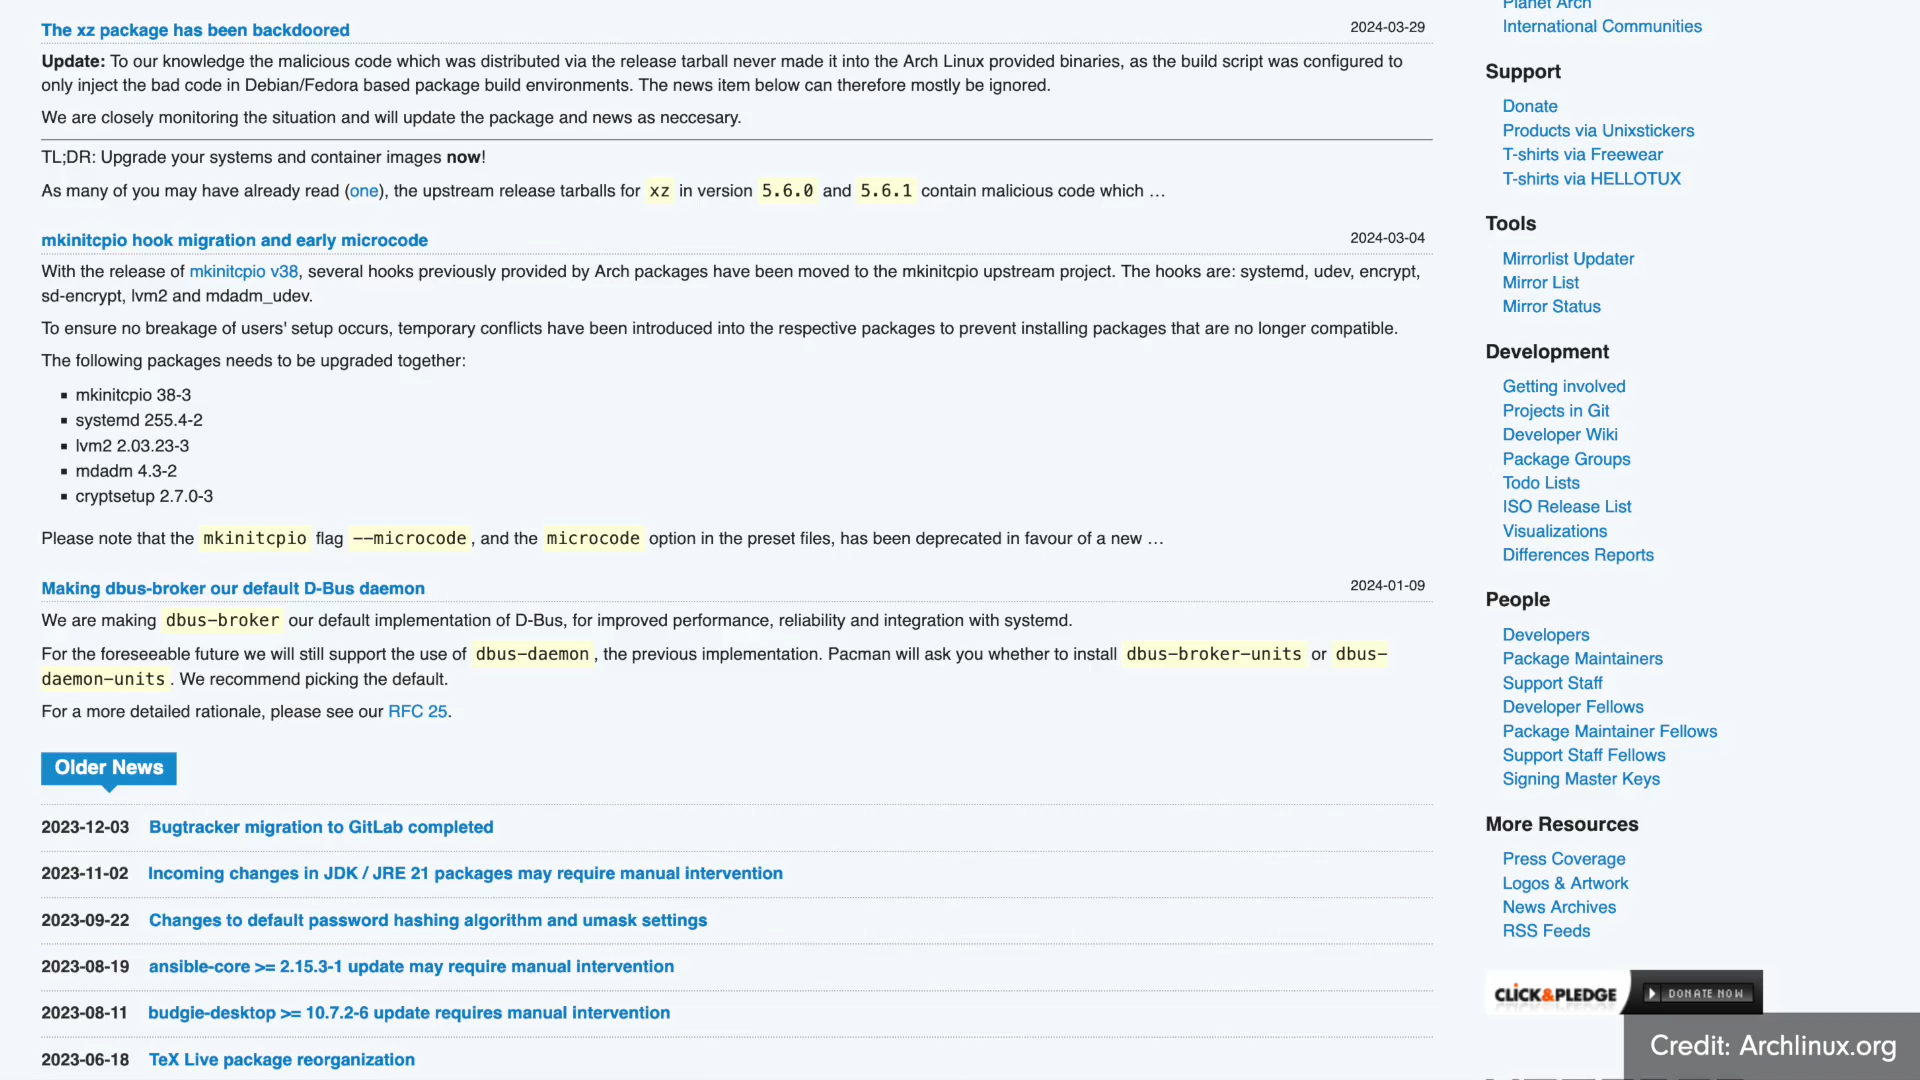 The xz package has been backdoored
2024-03-29
Update: To our knowledge the malicious code which was distributed via the release tarball never made it into the Arch Linux provided binaries, as the build script was configured to
only inject the bad code in Debian/Fedora based package build environments. The news item below can therefore mostly be ignored.
We are closely monitoring the situation and will update the package and news as neccesary.
TL;DR: Upgrade your systems and container images now!
As many of you may have already read (one), the upstream release tarballs for xz in version 5.6.0 and 5.6.1 contain malicious code which …
mkinitcpio hook migration and early microcode
2024-03-04
With the release of mkinitcpio v38, several hooks previously provided by Arch packages have been moved to the mkinitcpio upstream project. The hooks are: systemd, udev, encrypt,
sd-encrypt, lvm2 and mdadm_udev.
To ensure no breakage of users' setup occurs, temporary conflicts have been introduced into the respective packages to prevent installing packages that are no longer compatible.
The following packages needs to be upgraded together:
mkinitcpio 38-3
systemd 255.4-2
lvm2 2.03.23-3
mdadm 4.3-2
cryptsetup 2.7.0-3
Please note that the mkinitcpio flag --microcode, and the microcode option in the preset files, has been deprecated in favour of a new …
Making dbus-broker our default D-Bus daemon
2024-01-09
We are making dbus-broker our default implementation of D-Bus, for improved performance, reliability and integration with systemd.
For the foreseeable future we will still support the use of dbus-daemon, the previous implementation. Pacman will ask you whether to install dbus-broker-units or dbus-
daemon-units. We recommend picking the default.
For a more detailed rationale, please see our RFC 25.
Older News
2023-12-03 Bugtracker migration to GitLab completed
2023-11-02 Incoming changes in JDK / JRE 21 packages may require manual intervention
2023-09-22 Changes to default password hashing algorithm and umask settings
2023-08-19 ansible-core >= 2.15.3-1 update may require manual intervention
2023-08-11 budgie-desktop >= 10.7.2-6 update requires manual intervention
2023-06-18 TeX Live package reorganization
Planet Arch
International Communities
Support
Donate
Products via Unixstickers
T-shirts via Freewear
T-shirts via HELLOTUX
Tools
Mirrorlist Updater
Mirror List
Mirror Status
Development
Getting involved
Projects in Git
Developer Wiki
Package Groups
Todo Lists
ISO Release List
Visualizations
Differences Reports
People
Developers
Package Maintainers
Support Staff
Developer Fellows
Package Maintainer Fellows
Support Staff Fellows
Signing Master Keys
More Resources
Press Coverage
Logos & Artwork
News Archives
RSS Feeds
CLICK&PLEDGE DONATE NOW
Credit: Archlinux.org